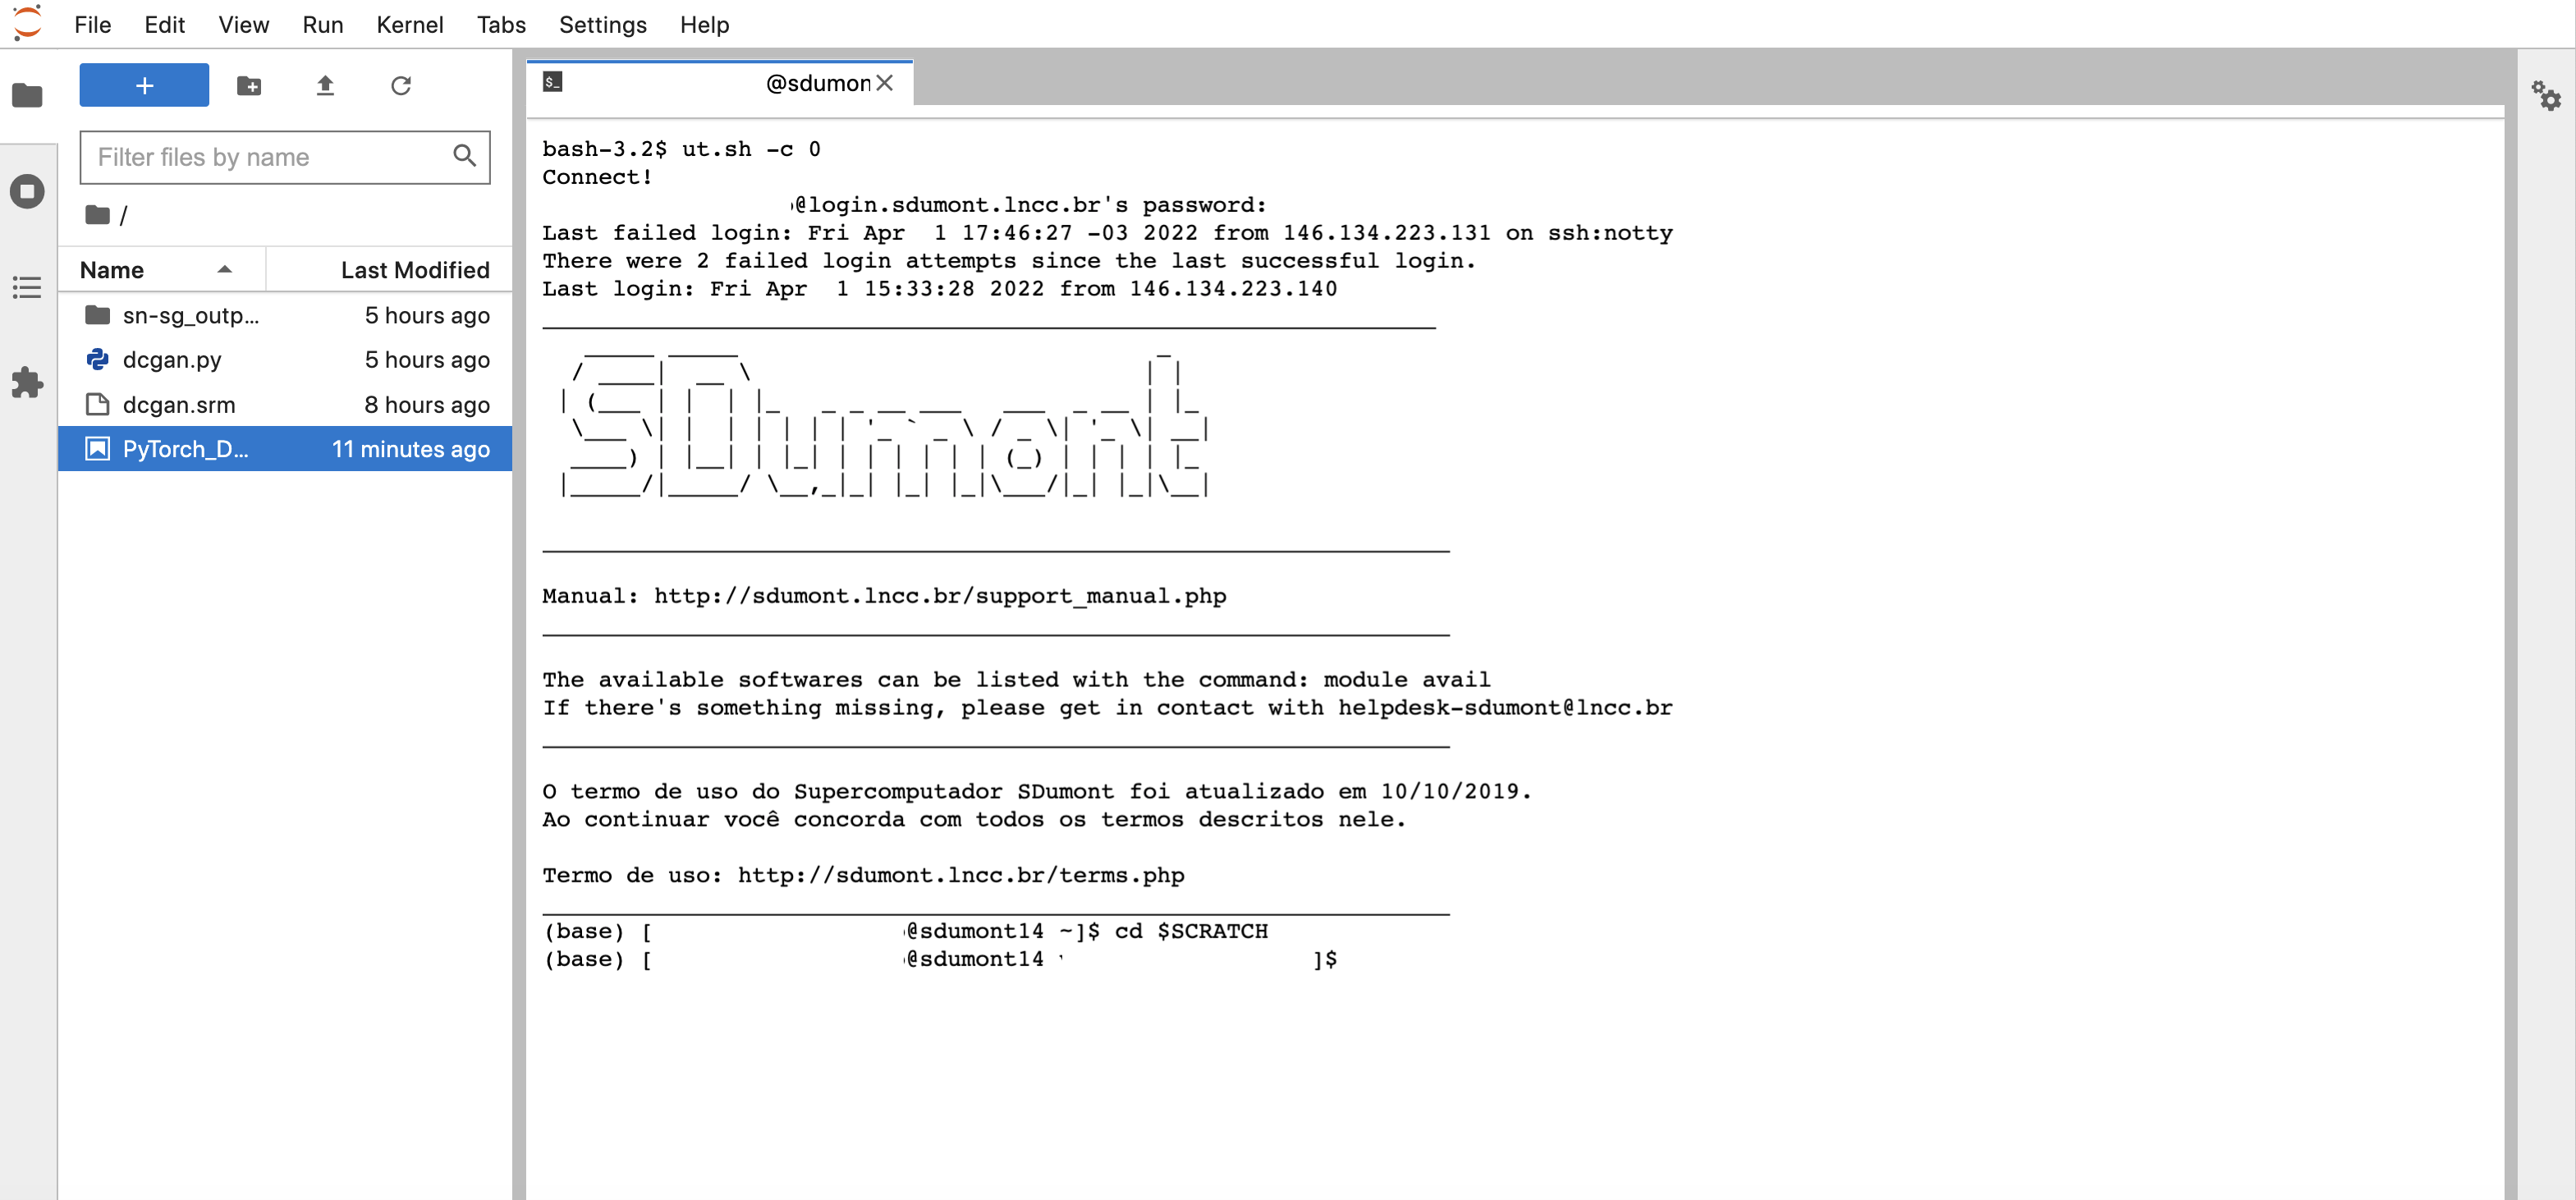 File Edit View Run Kernel Tabs Settings Help
+
Filter files by name
/
Name Last Modified
sn-sg_outp... 5 hours ago
dcgan.py 5 hours ago
dcgan.srm 8 hours ago
PyTorch_D... 11 minutes ago
@sdumon
bash-3.2$ ut.sh -c 0
Connect!
@login.sdumont.lncc.br's password:
Last failed login: Fri Apr  1 17:46:27 -03 2022 from 146.134.223.131 on ssh:notty
There were 2 failed login attempts since the last successful login.
Last login: Fri Apr  1 15:33:28 2022 from 146.134.223.140
SDumont
Manual: http://sdumont.lncc.br/support_manual.php
The available softwares can be listed with the command: module avail
If there's something missing, please get in contact with helpdesk-sdumont@lncc.br
O termo de uso do Supercomputador SDumont foi atualizado em 10/10/2019.
Ao continuar você concorda com todos os termos descritos nele.
Termo de uso: http://sdumont.lncc.br/terms.php
(base) [ @sdumont14 ~]$ cd $SCRATCH
(base) [ @sdumont14 ]$